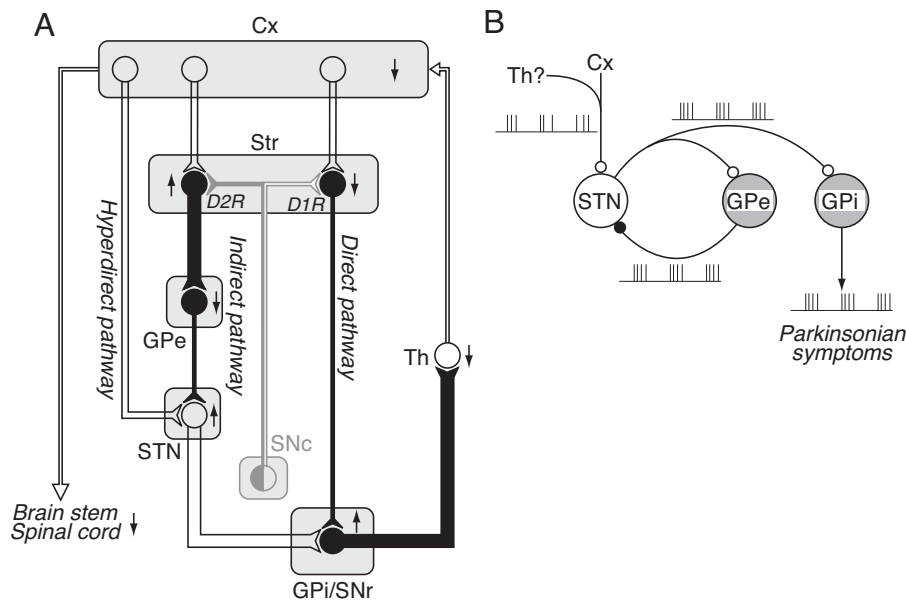 A
Cx
Str
D2R
D1R
Hyperdirect pathway
Indirect pathway
Direct pathway
GPe
Th
STN
SNc
Brain stem
Spinal cord
GPi/SNr
B
Cx
Th?
STN
GPe
GPi
Parkinsonian
symptoms